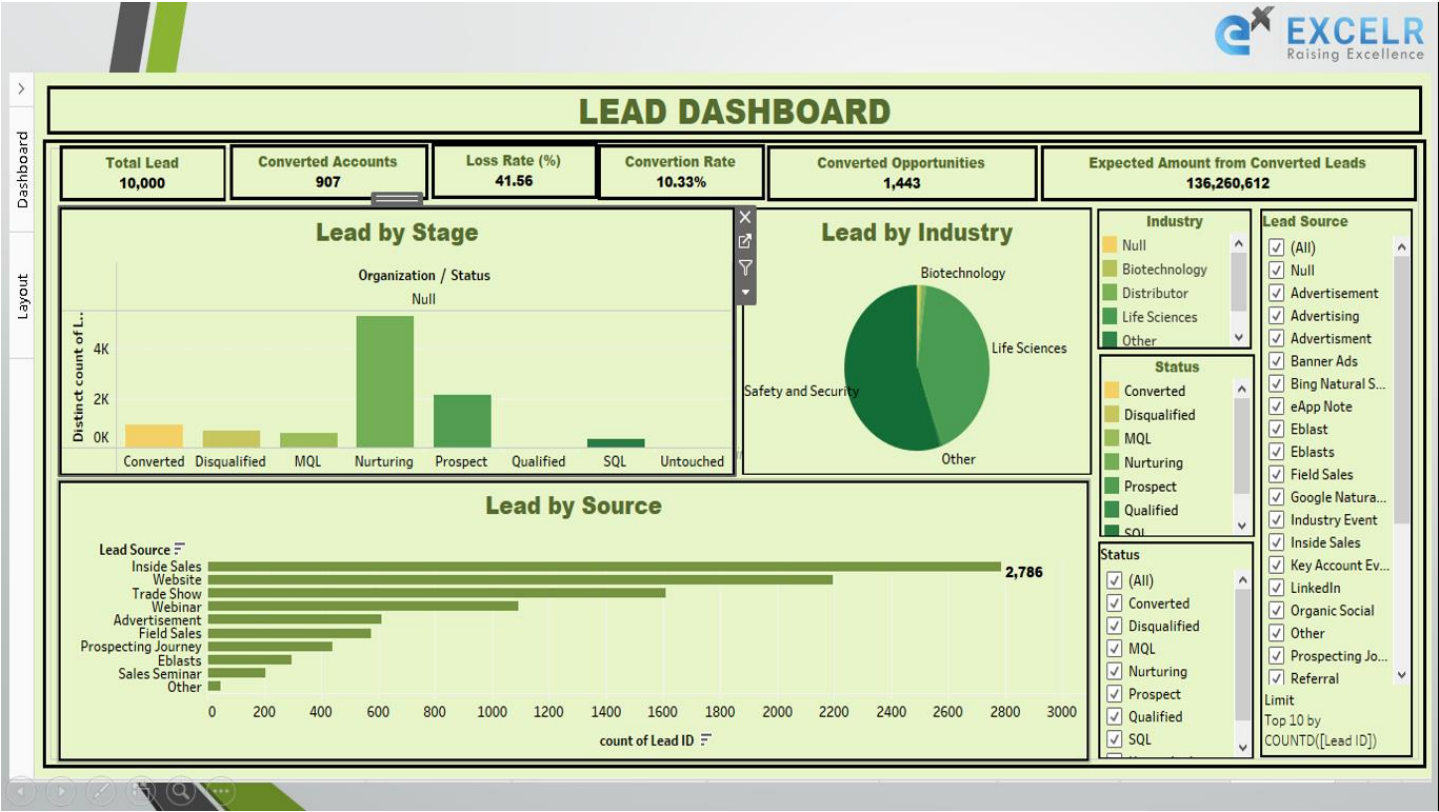 EXCELR
Raising Excellence
Dashboard
Layout
LEAD DASHBOARD
Total Lead
10,000
Converted Accounts
907
Loss Rate (%)
41.56
Convertion Rate
10.33%
Converted Opportunities
1,443
Expected Amount from Converted Leads
136,260,612
Lead by Stage
Organization / Status
Null
Distinct count of L..
4K
2K
0K
Converted Disqualified MQL Nurturing Prospect Qualified SQL Untouched
Lead by Industry
Biotechnology
Life Sciences
Safety and Security
Other
Industry
Null
Biotechnology
Distributor
Life Sciences
Other
Status
Converted
Disqualified
MQL
Nurturing
Prospect
Qualified
SQL
Status
(All)
Converted
Disqualified
MQL
Nurturing
Prospect
Qualified
SQL
Lead Source
(All)
Null
Advertisement
Advertising
Advertisment
Banner Ads
Bing Natural S...
eApp Note
Eblast
Eblasts
Field Sales
Google Natura...
Industry Event
Inside Sales
Key Account Ev...
LinkedIn
Organic Social
Other
Prospecting Jo...
Referral
Limit
Top 10 by
COUNTD([Lead ID])
Lead by Source
Lead Source
Inside Sales
2,786
Website
Trade Show
Webinar
Advertisement
Field Sales
Prospecting Journey
Eblasts
Sales Seminar
Other
0 200 400 600 800 1000 1200 1400 1600 1800 2000 2200 2400 2600 2800 3000
count of Lead ID